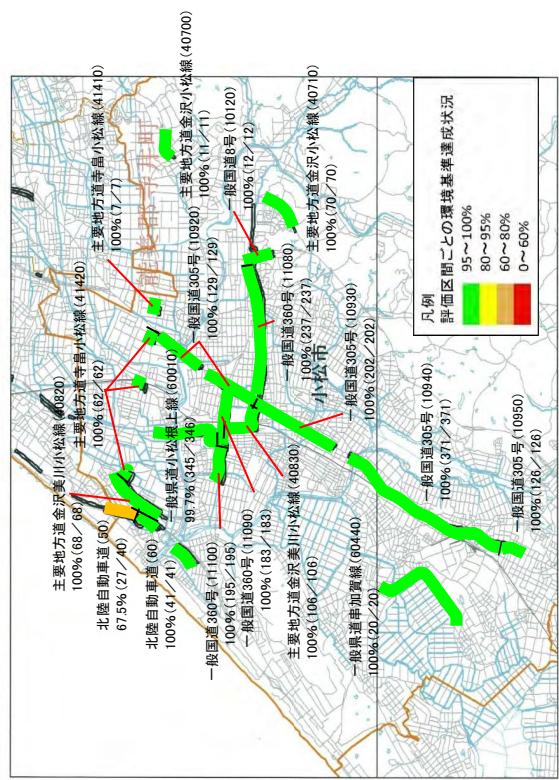 主要地方道寺畠小松線(41410)
100%(7／7)
主要地方道金沢小松線(40700)
100%(11／11)
一般国道8号(10120)
100%(12／12)
主要地方道金沢小松線(40710)
100%(70／70)
主要地方道寺畠小松線(41420)
100%(62／62)
一般国道305号(10920)
100%(129／129)
一般国道360号(11080)
100%(237／237)
主要地方道金沢美川小松線(40820)
100%(68／68)
北陸自動車道(50)
67.5%(27／40)
北陸自動車道(60)
100%(41／41)
一般県道小松根上線(60010)
99.7%(345／346)
一般国道360号(11100)
100%(195／195)
一般国道360号(11090)
100%(183／183)
主要地方道金沢美川小松線(40830)
100%(106／106)
小松市
一般国道305号(10930)
100%(202／202)
一般県道串加賀線(60440)
100%(20／20)
一般国道305号(10940)
100%(371／371)
一般国道305号(10950)
100%(126／126)
凡例
評価区間ごとの環境基準達成状況
95～100%
80～95%
60～80%
0～60%